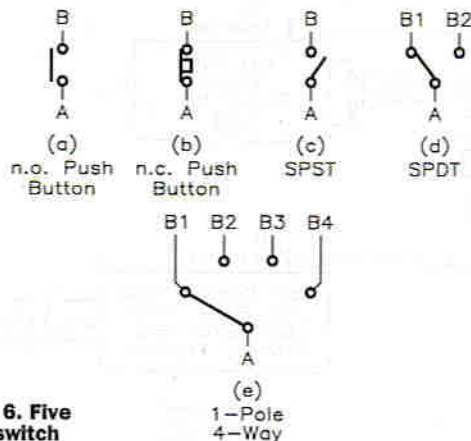 B B B B1 B2
A A A A
(a) (b) (c) (d)
n.o. Push n.c. Push SPST SPDT
Button Button
B1 B2 B3 B4
A
(e)
6. Five 1-Pole
switch 4-Way